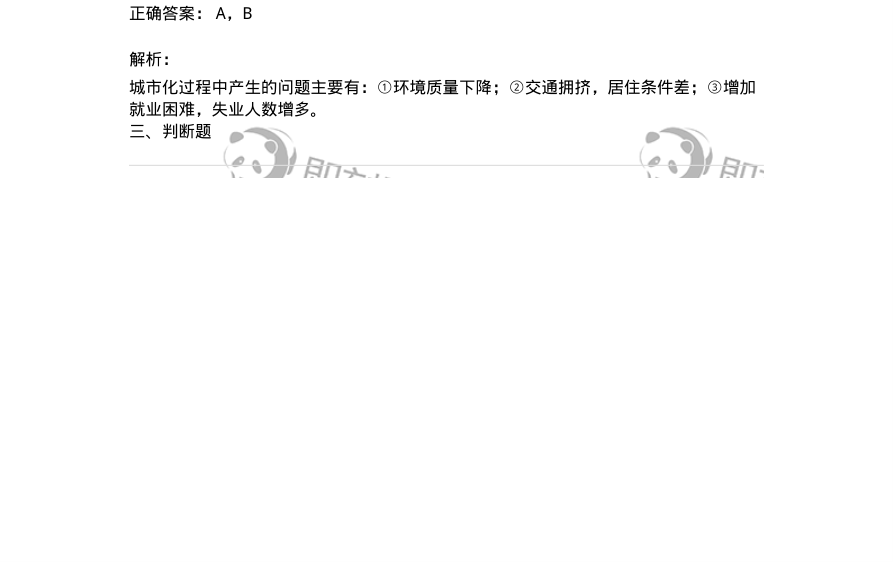 正确答案： A，B
解析：
城市化过程中产生的问题主要有：①环境质量下降；②交通拥挤，居住条件差；③增加
就业困难，失业人数增多。
三、判断题